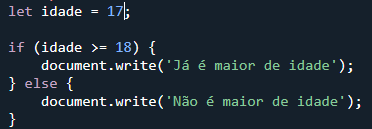 let idade = 17;
if (idade >= 18) {
    document.write('Já é maior de idade');
} else {
    document.write('Não é maior de idade');
}